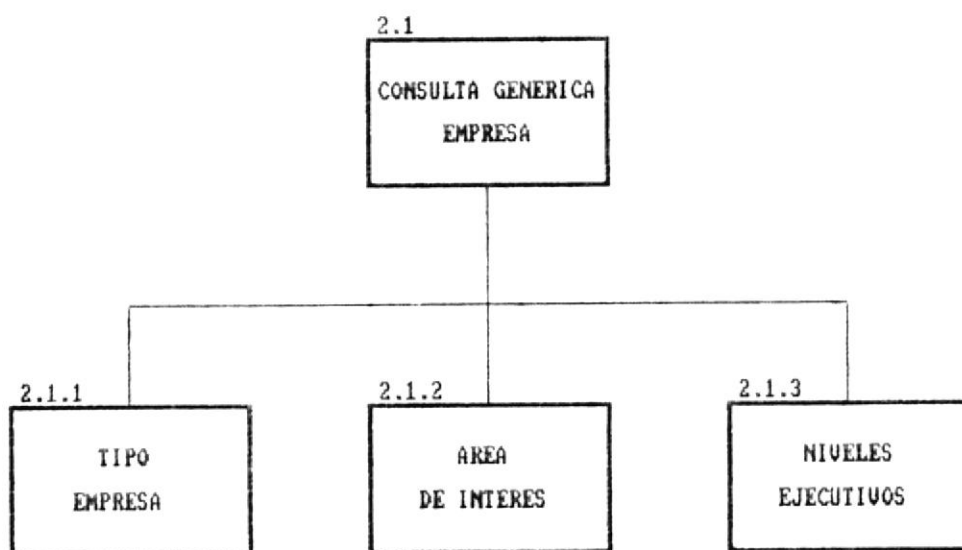 2.1
CONSULTA GENERICA
EMPRESA
2.1.1
TIPO
EMPRESA
2.1.2
AREA
DE INTERES
2.1.3
NIVELES
EJECUTIVOS